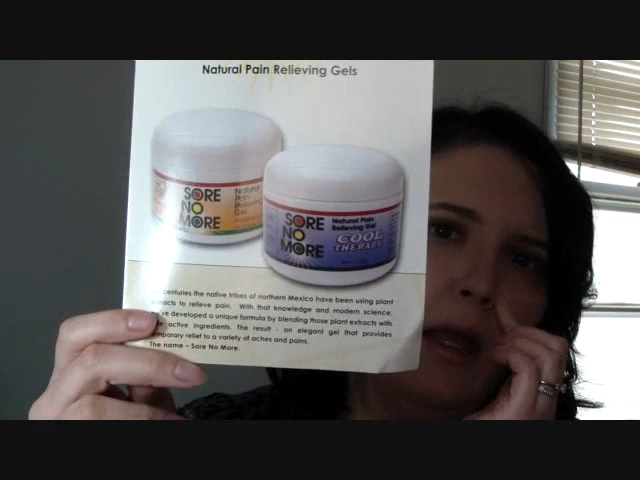 Natural Pain Relieving Gels
SORE
NO
MORE
Natural
Pain
Relieving
Gel
SORE
NO
MORE
Natural Pain
Relieving Gel
COOL
THERAPY
centuries the native tribes of northern Mexico have been using plant
extracts to relieve pain. With that knowledge and modern science,
we've developed a unique formula by blending those plant extracts with
active ingredients. The result - an elegant gel that provides
temporary relief to a variety of aches and pains.
The name – Sore No More.